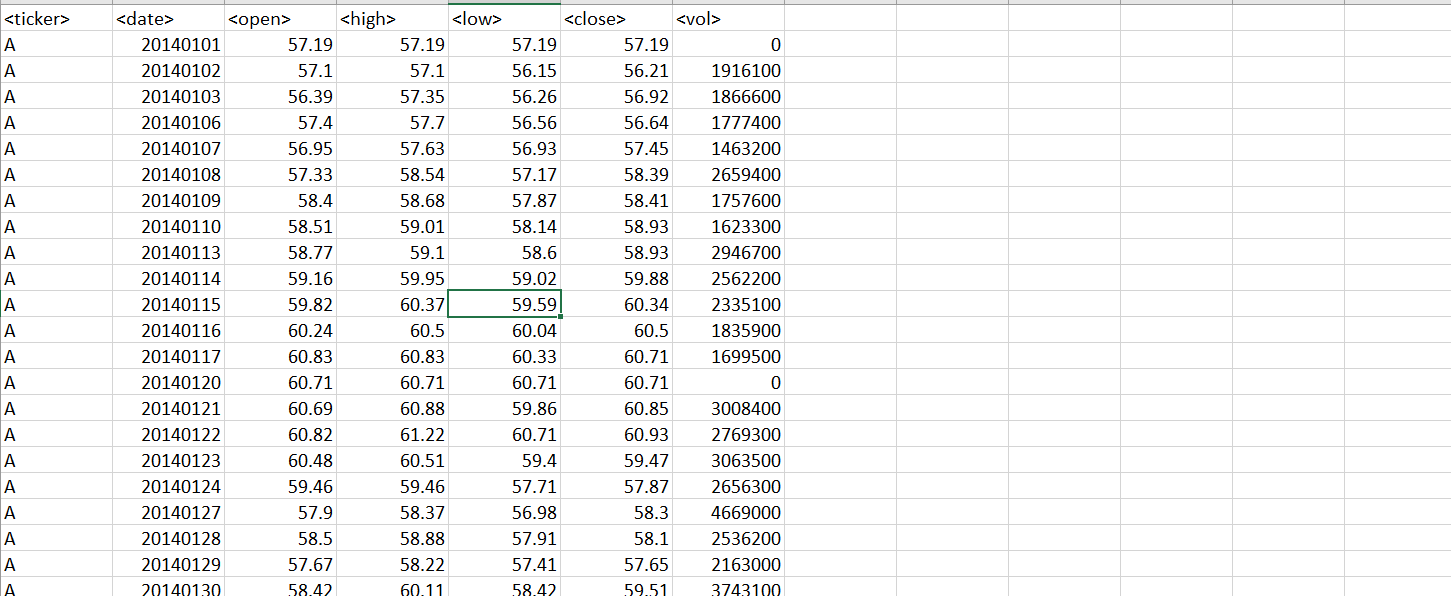 <ticker> <date> <open> <high> <low> <close> <vol>
A 20140101 57.19 57.19 57.19 57.19 0
A 20140102 57.1 57.1 56.15 56.21 1916100
A 20140103 56.39 57.35 56.26 56.92 1866600
A 20140106 57.4 57.7 56.56 56.64 1777400
A 20140107 56.95 57.63 56.93 57.45 1463200
A 20140108 57.33 58.54 57.17 58.39 2659400
A 20140109 58.4 58.68 57.87 58.41 1757600
A 20140110 58.51 59.01 58.14 58.93 1623300
A 20140113 58.77 59.1 58.6 58.93 2946700
A 20140114 59.16 59.95 59.02 59.88 2562200
A 20140115 59.82 60.37 59.59 60.34 2335100
A 20140116 60.24 60.5 60.04 60.5 1835900
A 20140117 60.83 60.83 60.33 60.71 1699500
A 20140120 60.71 60.71 60.71 60.71 0
A 20140121 60.69 60.88 59.86 60.85 3008400
A 20140122 60.82 61.22 60.71 60.93 2769300
A 20140123 60.48 60.51 59.4 59.47 3063500
A 20140124 59.46 59.46 57.71 57.87 2656300
A 20140127 57.9 58.37 56.98 58.3 4669000
A 20140128 58.5 58.88 57.91 58.1 2536200
A 20140129 57.67 58.22 57.41 57.65 2163000
A 20140130 58.42 60.11 58.42 59.51 3743100